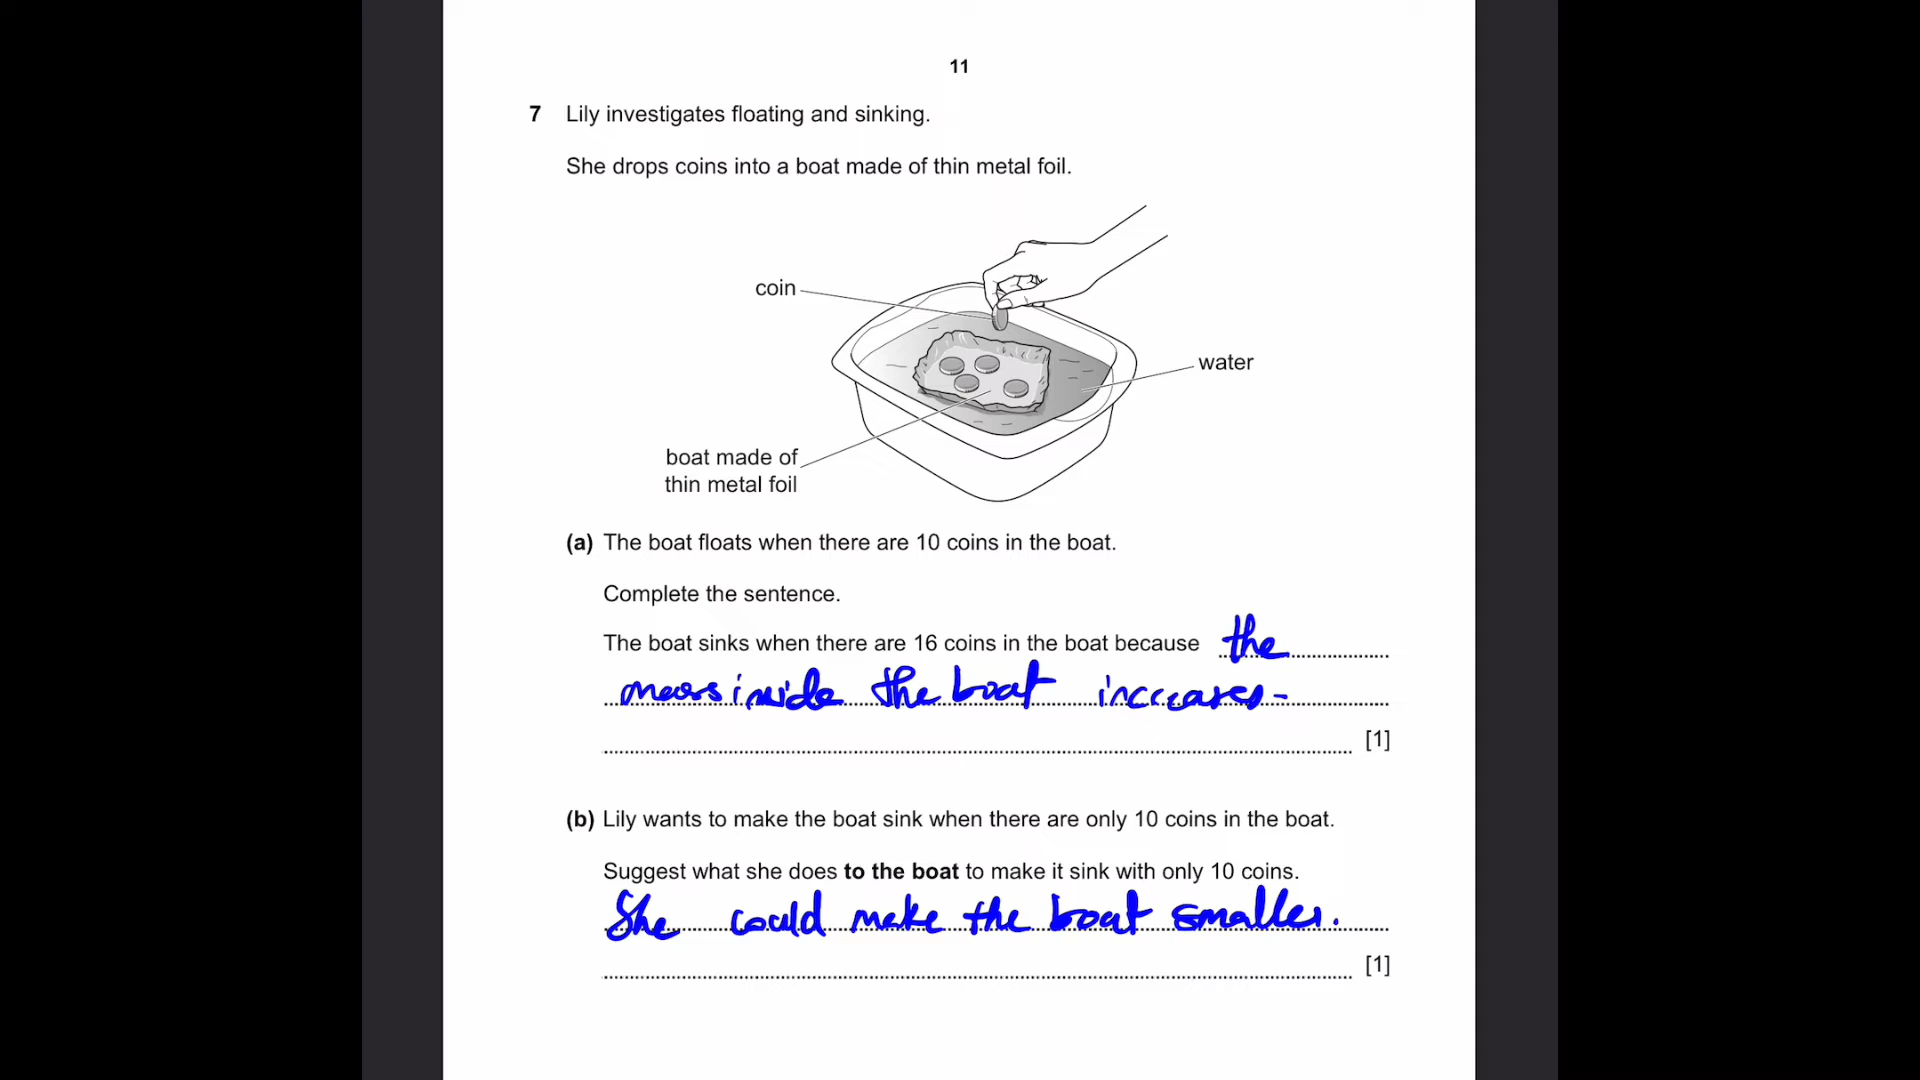 11
7 Lily investigates floating and sinking.
She drops coins into a boat made of thin metal foil.
coin
water
boat made of
thin metal foil
(a) The boat floats when there are 10 coins in the boat.
Complete the sentence.
The boat sinks when there are 16 coins in the boat because the
mass inside the boat increases.
[1]
(b) Lily wants to make the boat sink when there are only 10 coins in the boat.
Suggest what she does to the boat to make it sink with only 10 coins.
She could make the boat smaller.
[1]